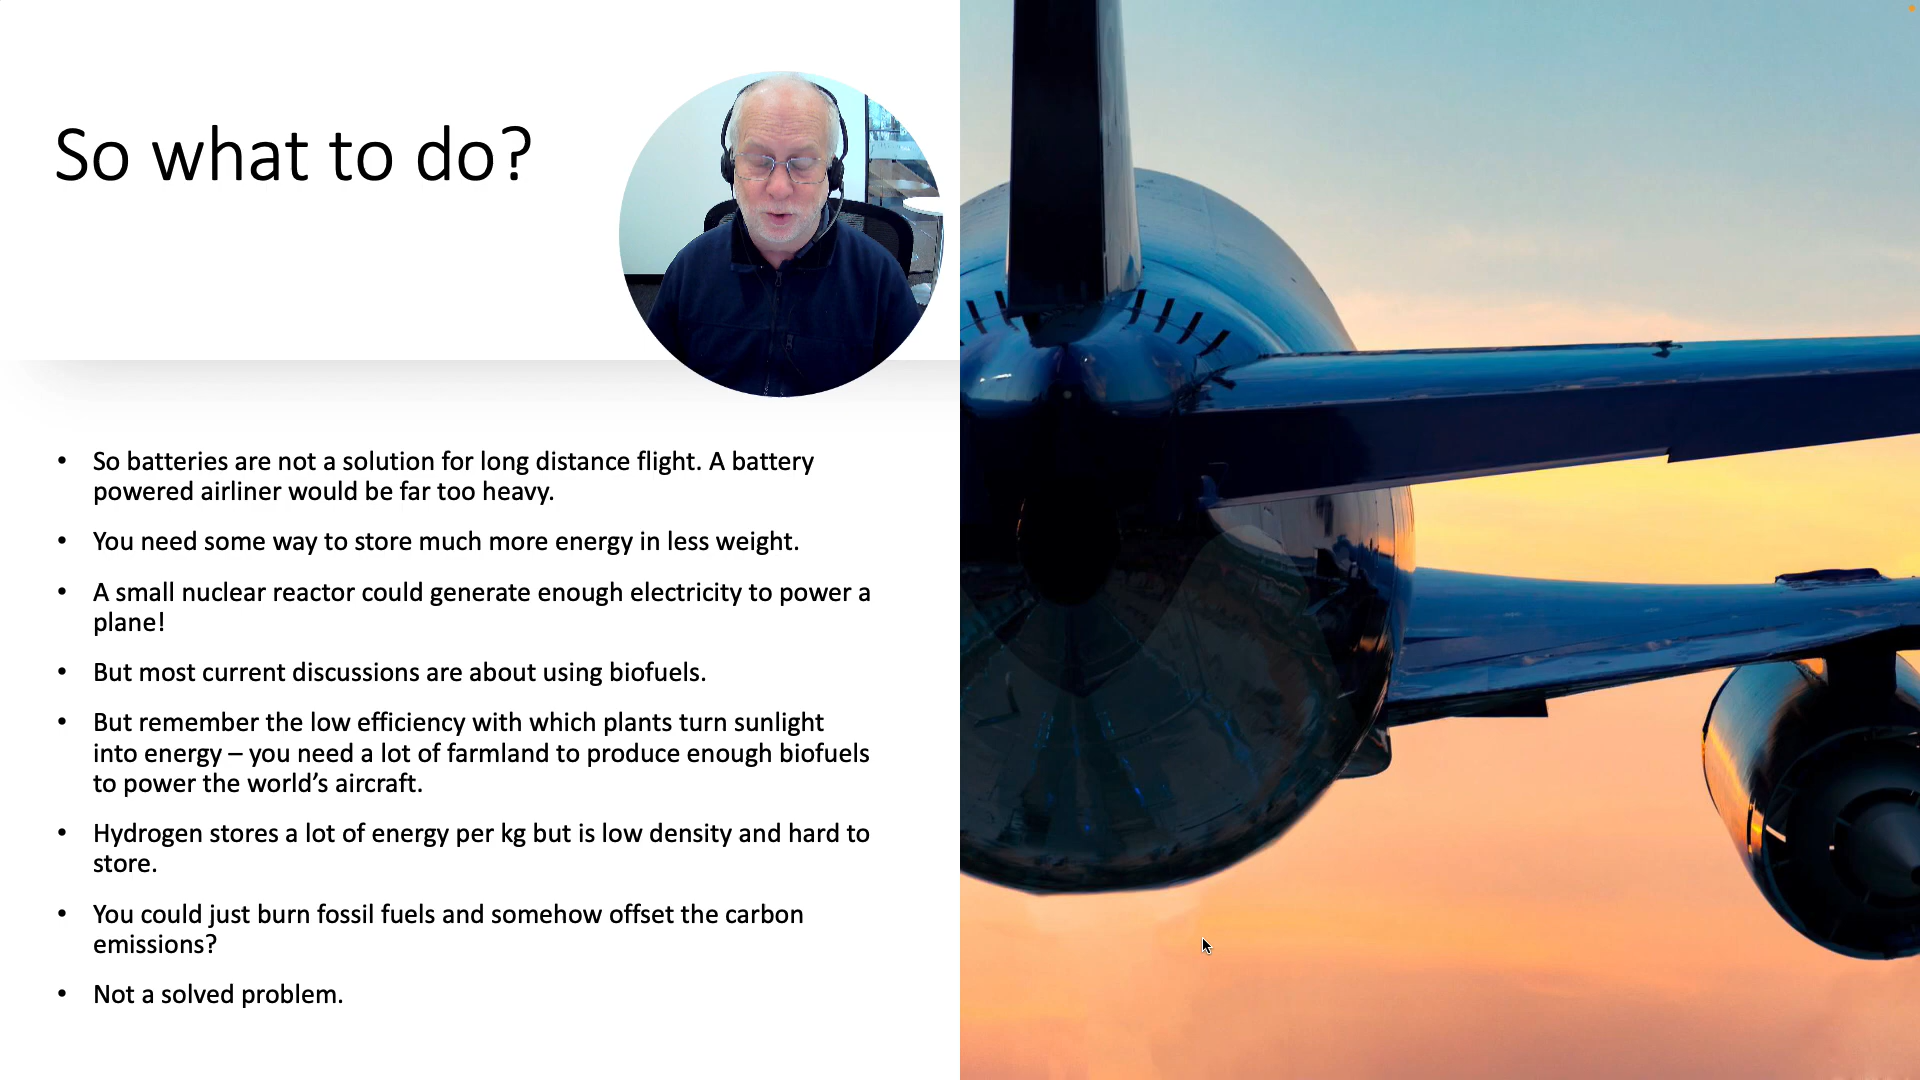 So what to do?
• So batteries are not a solution for long distance flight. A battery
powered airliner would be far too heavy.
• You need some way to store much more energy in less weight.
• A small nuclear reactor could generate enough electricity to power a
plane!
• But most current discussions are about using biofuels.
• But remember the low efficiency with which plants turn sunlight
into energy – you need a lot of farmland to produce enough biofuels
to power the world’s aircraft.
• Hydrogen stores a lot of energy per kg but is low density and hard to
store.
• You could just burn fossil fuels and somehow offset the carbon
emissions?
• Not a solved problem.